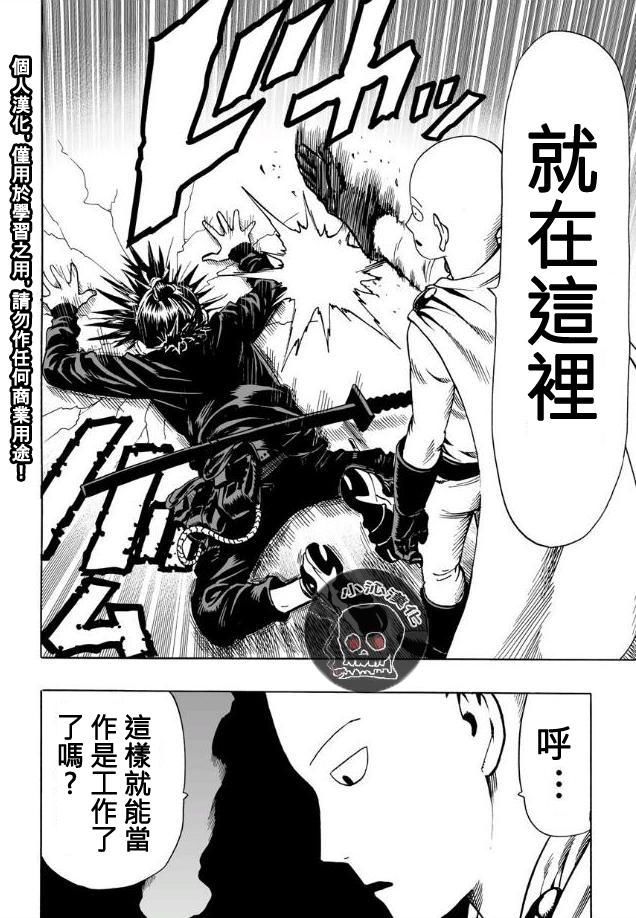 就在這裡
個人漢化，僅用於學習之用，請勿作任何商業用途！
小江漢化
呼…
這樣就能當
作是工作了
了嗎？